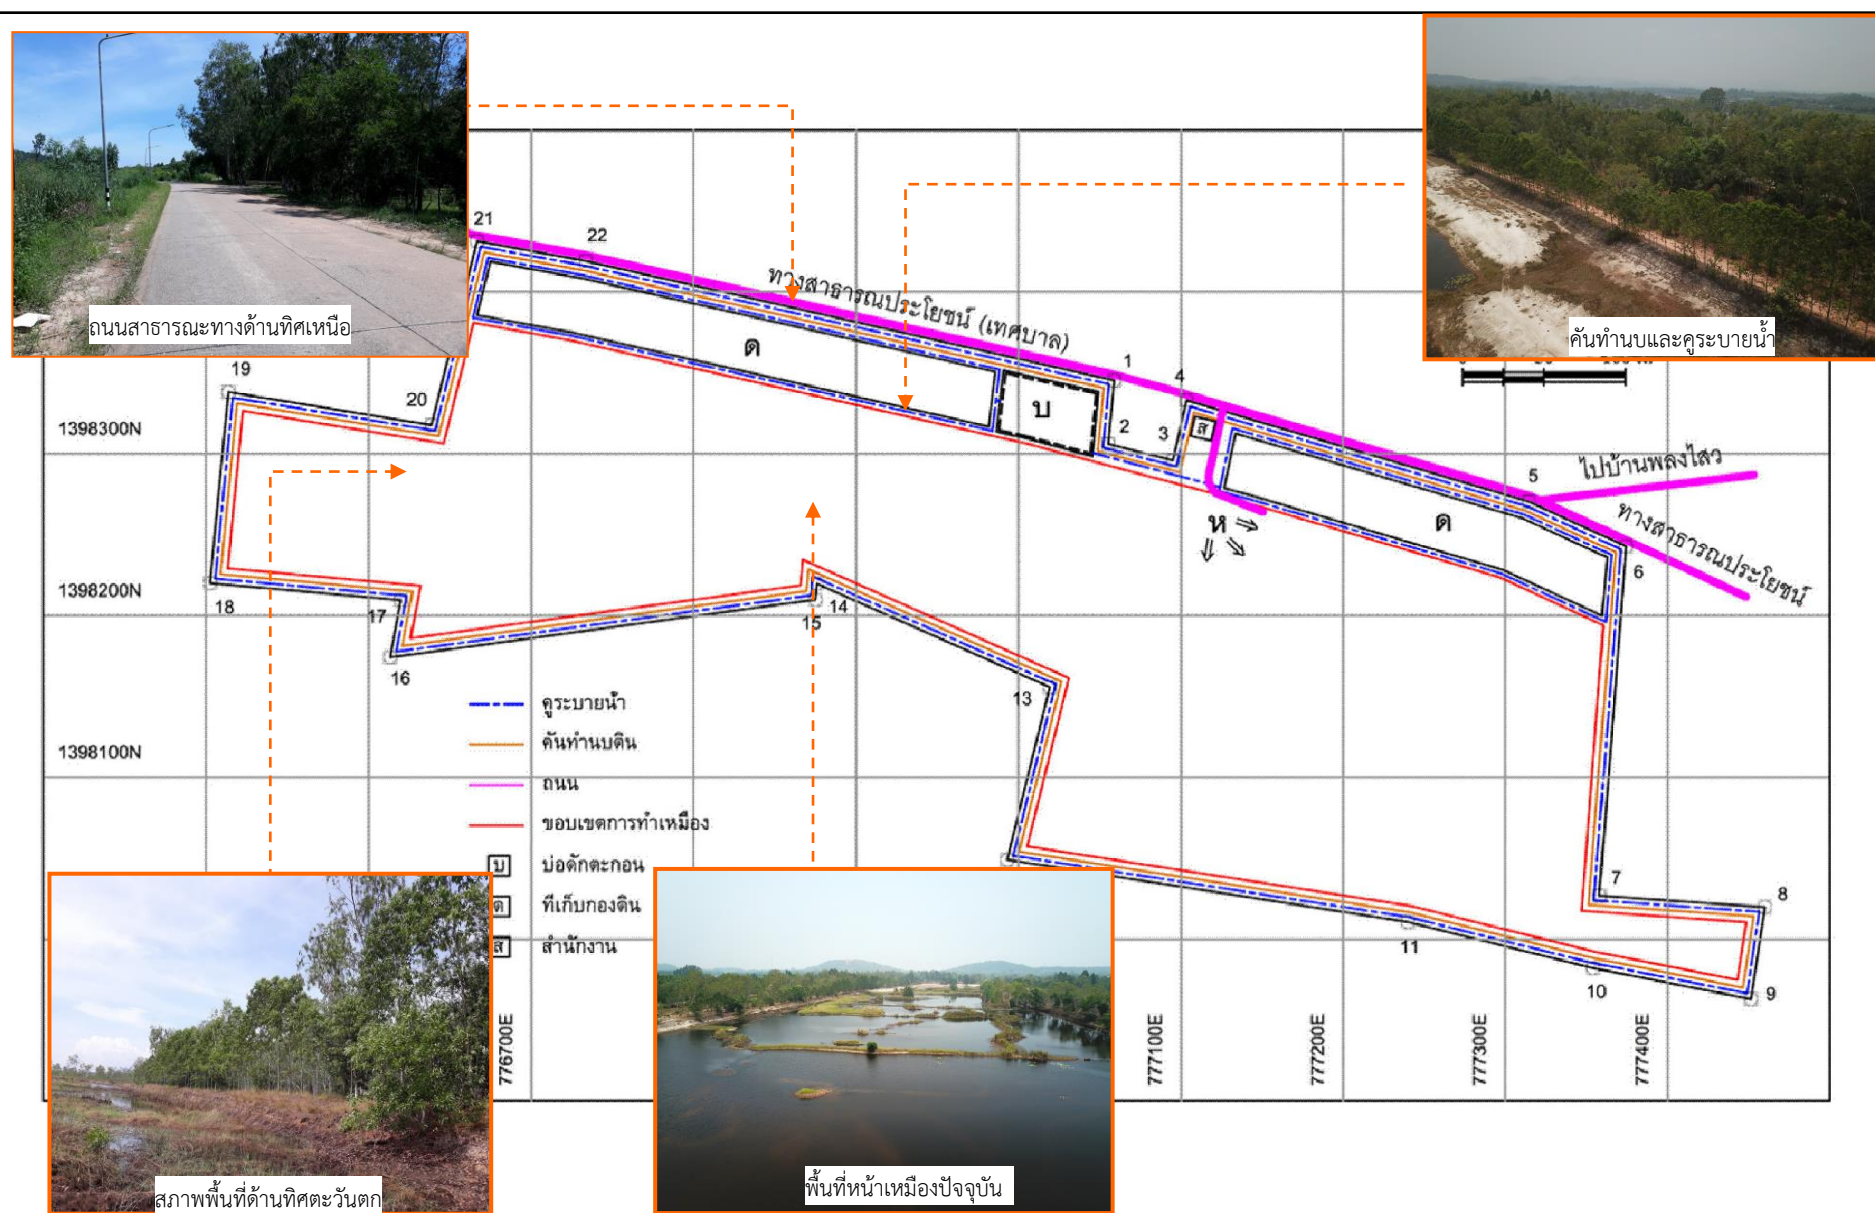 ถนนสาธารณะทางด้านทิศเหนือ
คันทำนบและคูระบายน้ำ
21
22
ทางสาธารณประโยชน์ (เทศบาล)
19
20
ด
บ
1
4
2
3
ส
5
ไปบ้านพลงไสว
ทางสาธารณประโยชน์
ด
ห
6
1398300N
1398200N
1398100N
18
17
16
15
14
13
คูระบายน้ำ
คันทำนบดิน
ถนน
ขอบเขตการทำเหมือง
บ บ่อดักตะกอน
ด ที่เก็บกองดิน
ส สำนักงาน
7
8
11
10
9
776700E
777100E
777200E
777300E
777400E
สภาพพื้นที่ด้านทิศตะวันตก
พื้นที่หน้าเหมืองปัจจุบัน